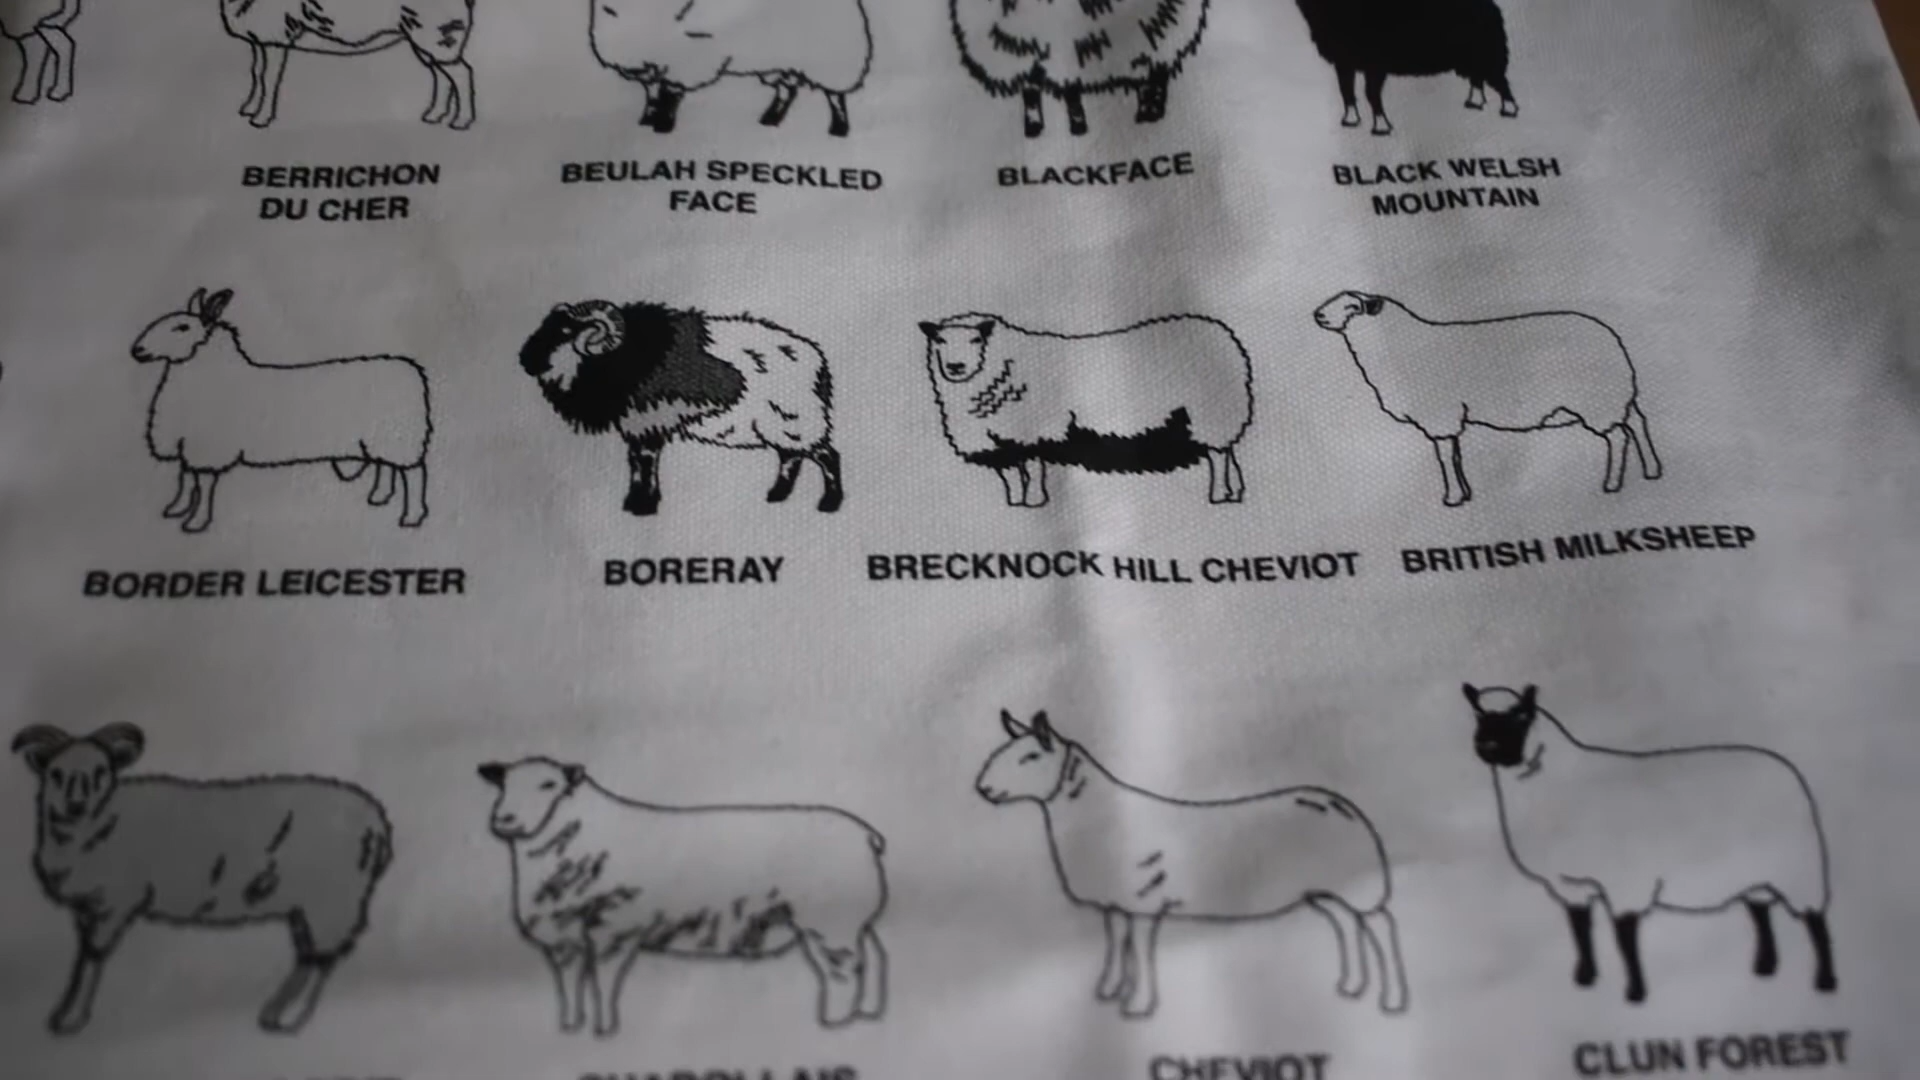 BERRICHON
DU CHER
BEULAH SPECKLED
FACE
BLACKFACE
BLACK WELSH
MOUNTAIN
BORDER LEICESTER
BORERAY
BRECKNOCK HILL CHEVIOT
BRITISH MILKSHEEP
CHEVIOT
CLUN FOREST